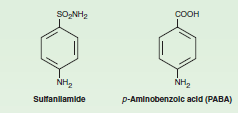 SO₂NH₂ COOH
NH₂ NH₂
Sulfanilamide p-Aminobenzoic acid (PABA)